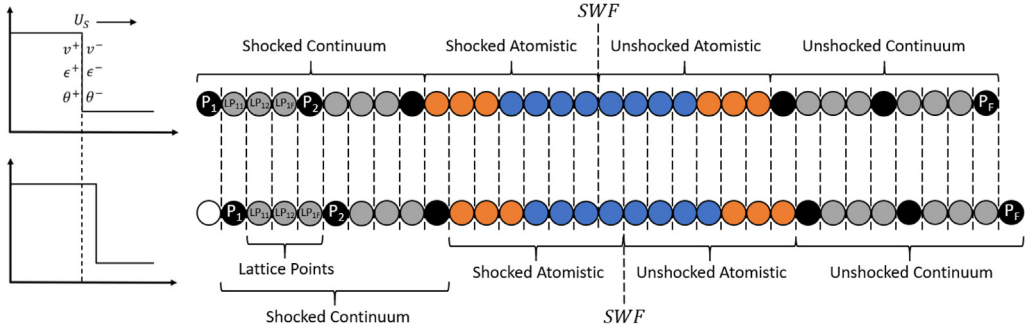 SWF
U_S
Shocked Continuum Shocked Atomistic Unshocked Atomistic Unshocked Continuum
v⁺ v⁻
ϵ⁺ ϵ⁻
θ⁺ θ⁻
P₁ LP₁₁ LP₁₂ LP₁F P₂ P_F
P₁ LP₁₁ LP₁₂ LP₁F P₂ P_F
Lattice Points Shocked Atomistic Unshocked Atomistic Unshocked Continuum
Shocked Continuum SWF